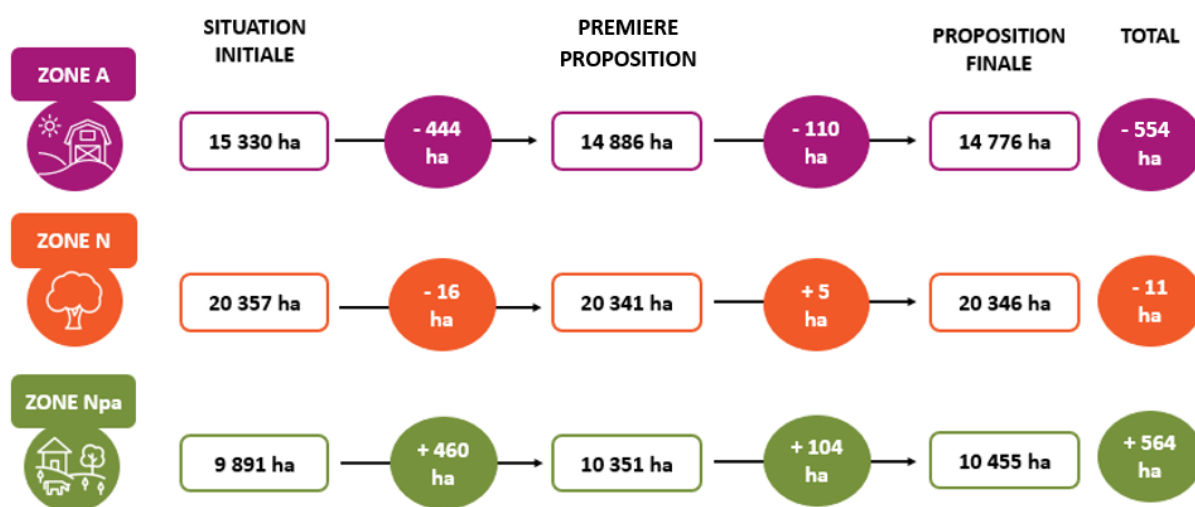 SITUATION
INITIALE
PREMIERE
PROPOSITION
PROPOSITION
FINALE
TOTAL
ZONE A
15 330 ha
- 444
ha
14 886 ha
- 110
ha
14 776 ha
- 554
ha
ZONE N
20 357 ha
- 16
ha
20 341 ha
+ 5
ha
20 346 ha
- 11
ha
ZONE Npa
9 891 ha
+ 460
ha
10 351 ha
+ 104
ha
10 455 ha
+ 564
ha